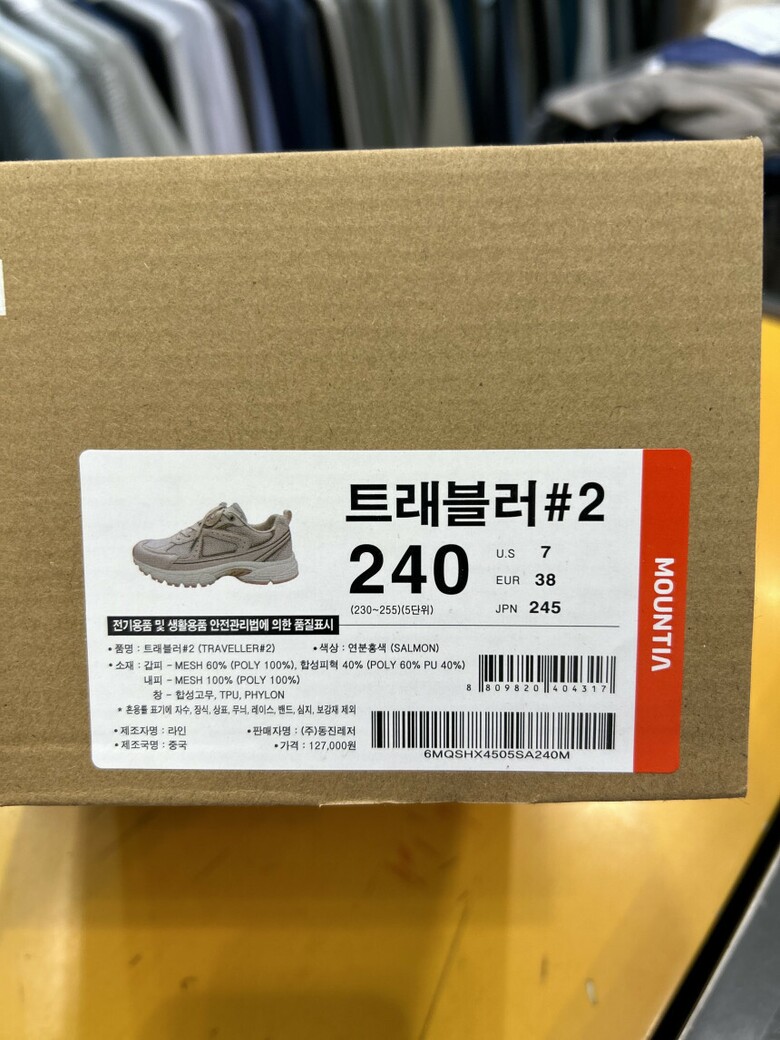 트래블러#2
240
(230~255)(5단위)
U.S 7
EUR 38
JPN 245
MOUNTIA
전기용품 및 생활용품 안전관리법에 의한 품질표시
• 품명 : 트래블러#2 (TRAVELLER#2) • 색상 : 연분홍색 (SALMON)
• 소재 : 갑피 - MESH 60% (POLY 100%), 합성피혁 40% (POLY 60% PU 40%)
내피 - MESH 100% (POLY 100%)
창 - 합성고무, TPU, PHYLON
* 혼용률 표기에 자수, 장식, 상표, 무늬, 레이스, 밴드, 심지, 보강재 제외
• 제조자명 : 라인 • 판매자명 : (주)동진레저
• 제조국명 : 중국 • 가격 : 127,000원
8 809820 404317
6MQSHX4505SA240M